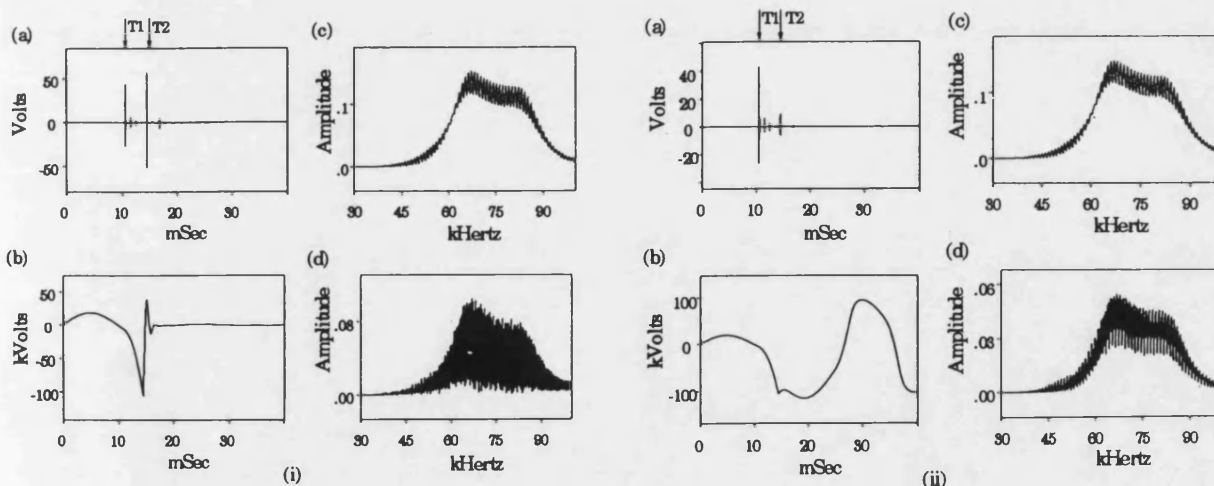 (a)
T1 T2
Volts
50
0
-50
0 10 20 30
mSec
(c)
Amplitude
.1
.0
30 45 60 75 90
kHertz
(b)
kVolts
50
0
-50
-100
0 10 20 30
mSec
(d)
Amplitude
.08
.00
30 45 60 75 90
kHertz
(i)
(a)
T1 T2
Volts
40
20
0
-20
0 10 20 30
mSec
(c)
Amplitude
.1
.0
30 45 60 75 90
kHertz
(b)
kVolts
100
0
-100
0 10 20 30
mSec
(d)
Amplitude
.06
.03
.00
30 45 60 75 90
kHertz
(ii)